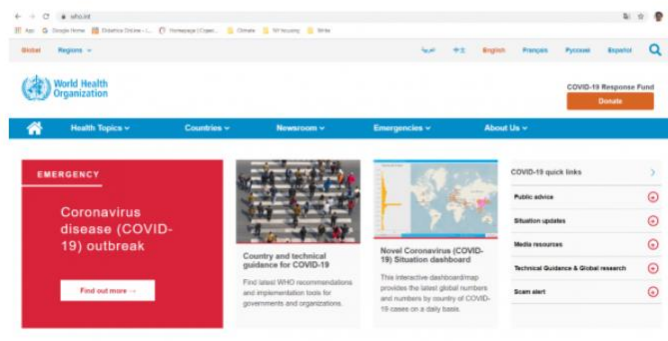 who.int
Google Home
Global
Regions
中文
English
Français
Русский
Español
World Health
Organization
COVID-19 Response Fund
Donate
Health Topics
Countries
Newsroom
Emergencies
About Us
EMERGENCY
Coronavirus
disease (COVID-
19) outbreak
Find out more →
Country and technical
guidance for COVID-19
Find latest WHO recommendations
and implementation tools for
governments and organizations.
Novel Coronavirus (COVID-
19) Situation dashboard
This interactive dashboard/map
provides the latest global numbers
and numbers by country of COVID-
19 cases on a daily basis.
COVID-19 quick links
Public advice
Situation updates
Media resources
Technical Guidance & Global research
Scam alert